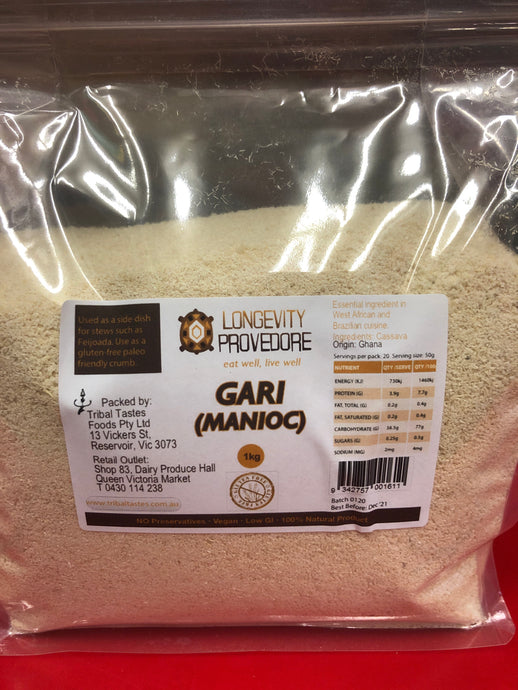 Used as a side dish
for stews such as
Feijoada. Use as a
gluten-free paleo
friendly crumb.
LONGEVITY
PROVEDORE
eat well, live well
GARI
(MANIOC)
1kg
Essential ingredient in
West African and
Brazilian cuisine.
Ingredients: Cassava
Origin: Ghana
Servings per pack: 20 Serving size: 50g
NUTRIENT QTY /SERVE QTY /100
ENERGY (KJ) 730kj 1460kj
PROTEIN (G) 3.9g 7.7g
FAT, TOTAL (G) 0.2g 0.4g
FAT, SATURATED (G) 0.2g 0.4g
CARBOHYDRATE (G) 38.5g 77g
SUGARS (G) 0.25g 0.5g
SODIUM (MG) 2mg 4mg
9 342757 001611
Batch 0120
Best Before: Dec'21
Packed by:
Tribal Tastes
Foods Pty Ltd
13 Vickers St,
Reservoir, Vic 3073
Retail Outlet:
Shop 83, Dairy Produce Hall
Queen Victoria Market
T 0430 114 238
www.tribaltastes.com.au
GLUTEN FREE
NO Preservatives - Vegan - Low GI - 100% Natural Product